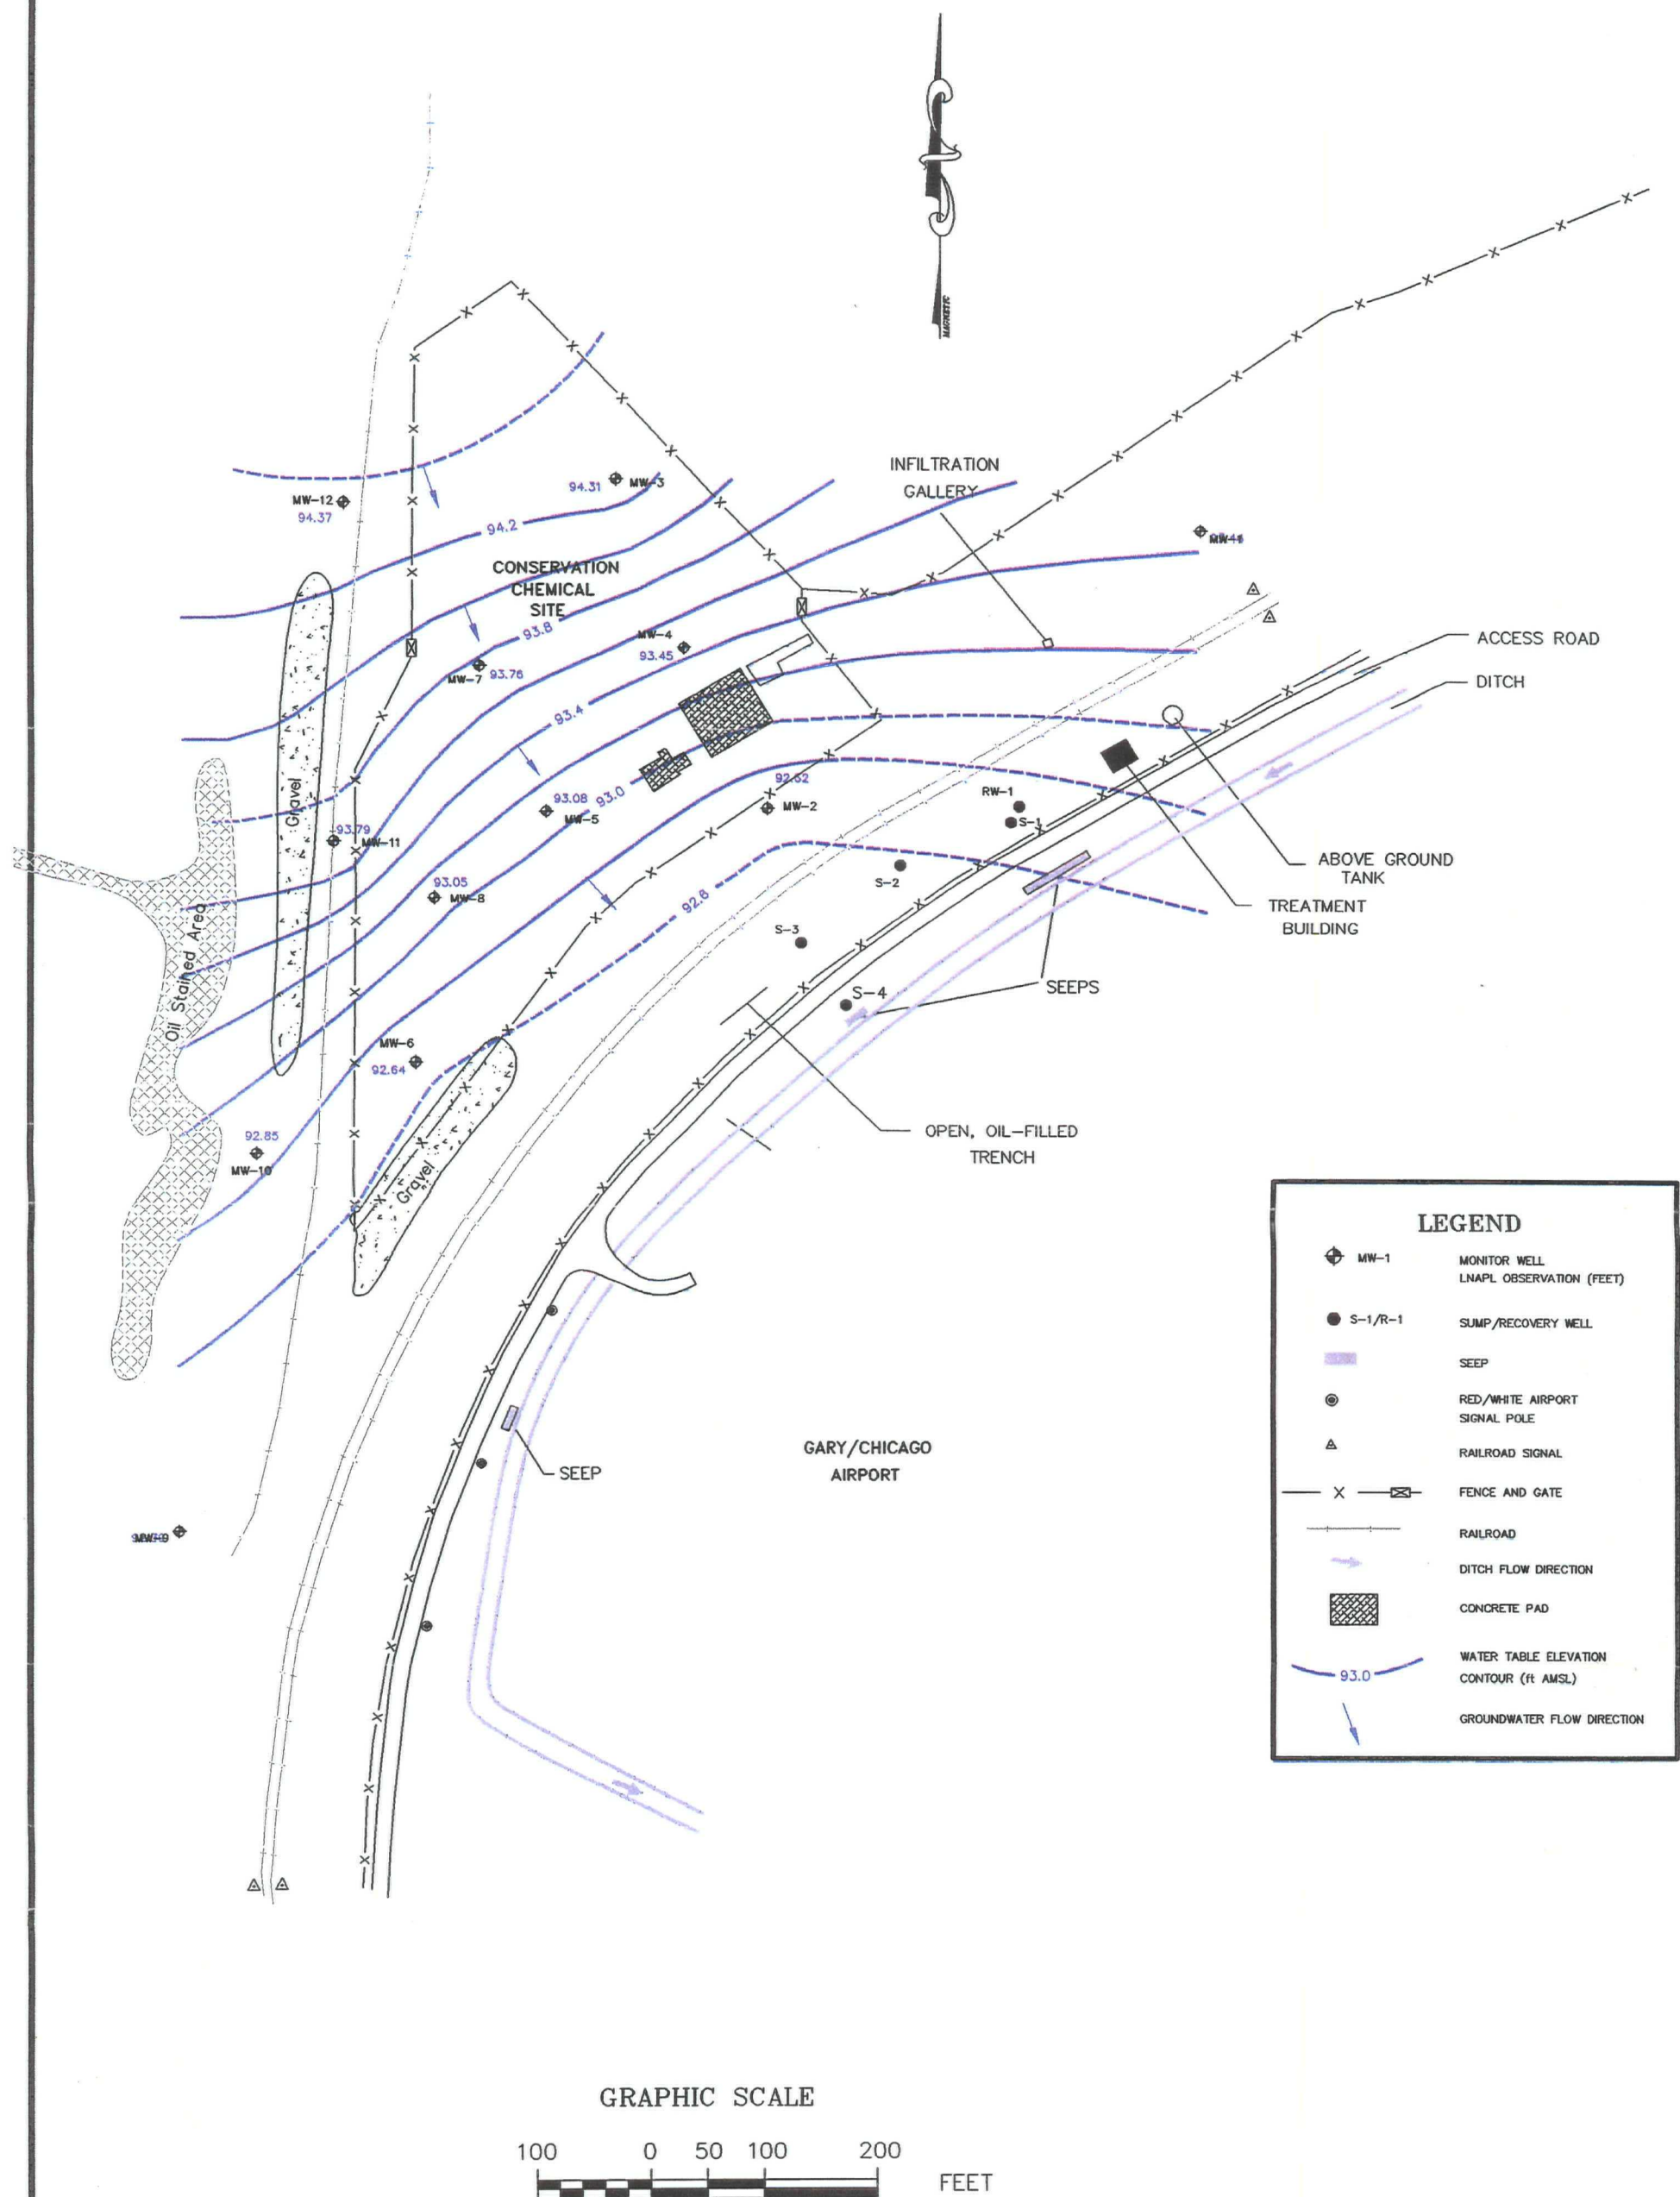 MAGNETIC
INFILTRATION
GALLERY
94.31
MW-3
MW-12
94.37
94.2
CONSERVATION
CHEMICAL
SITE
93.8
MW-4
93.45
MW-7
93.76
93.4
ACCESS ROAD
DITCH
Gravel
93.08
MW-5
93.0
MW-2
RW-1
S-1
93.79
MW-11
ABOVE GROUND
TANK
S-2
93.05
MW-8
92.6
TREATMENT
BUILDING
Oil Stained Area
S-3
SEEPS
S-4
MW-6
92.64
OPEN, OIL-FILLED
TRENCH
92.85
MW-10
Gravel
GARY/CHICAGO
AIRPORT
SEEP
MW-9
LEGEND
MW-1
MONITOR WELL
LNAPL OBSERVATION (FEET)
S-1/R-1
SUMP/RECOVERY WELL
SEEP
RED/WHITE AIRPORT
SIGNAL POLE
RAILROAD SIGNAL
FENCE AND GATE
RAILROAD
DITCH FLOW DIRECTION
CONCRETE PAD
93.0
WATER TABLE ELEVATION
CONTOUR (ft AMSL)
GROUNDWATER FLOW DIRECTION
GRAPHIC SCALE
100 0 50 100 200
FEET